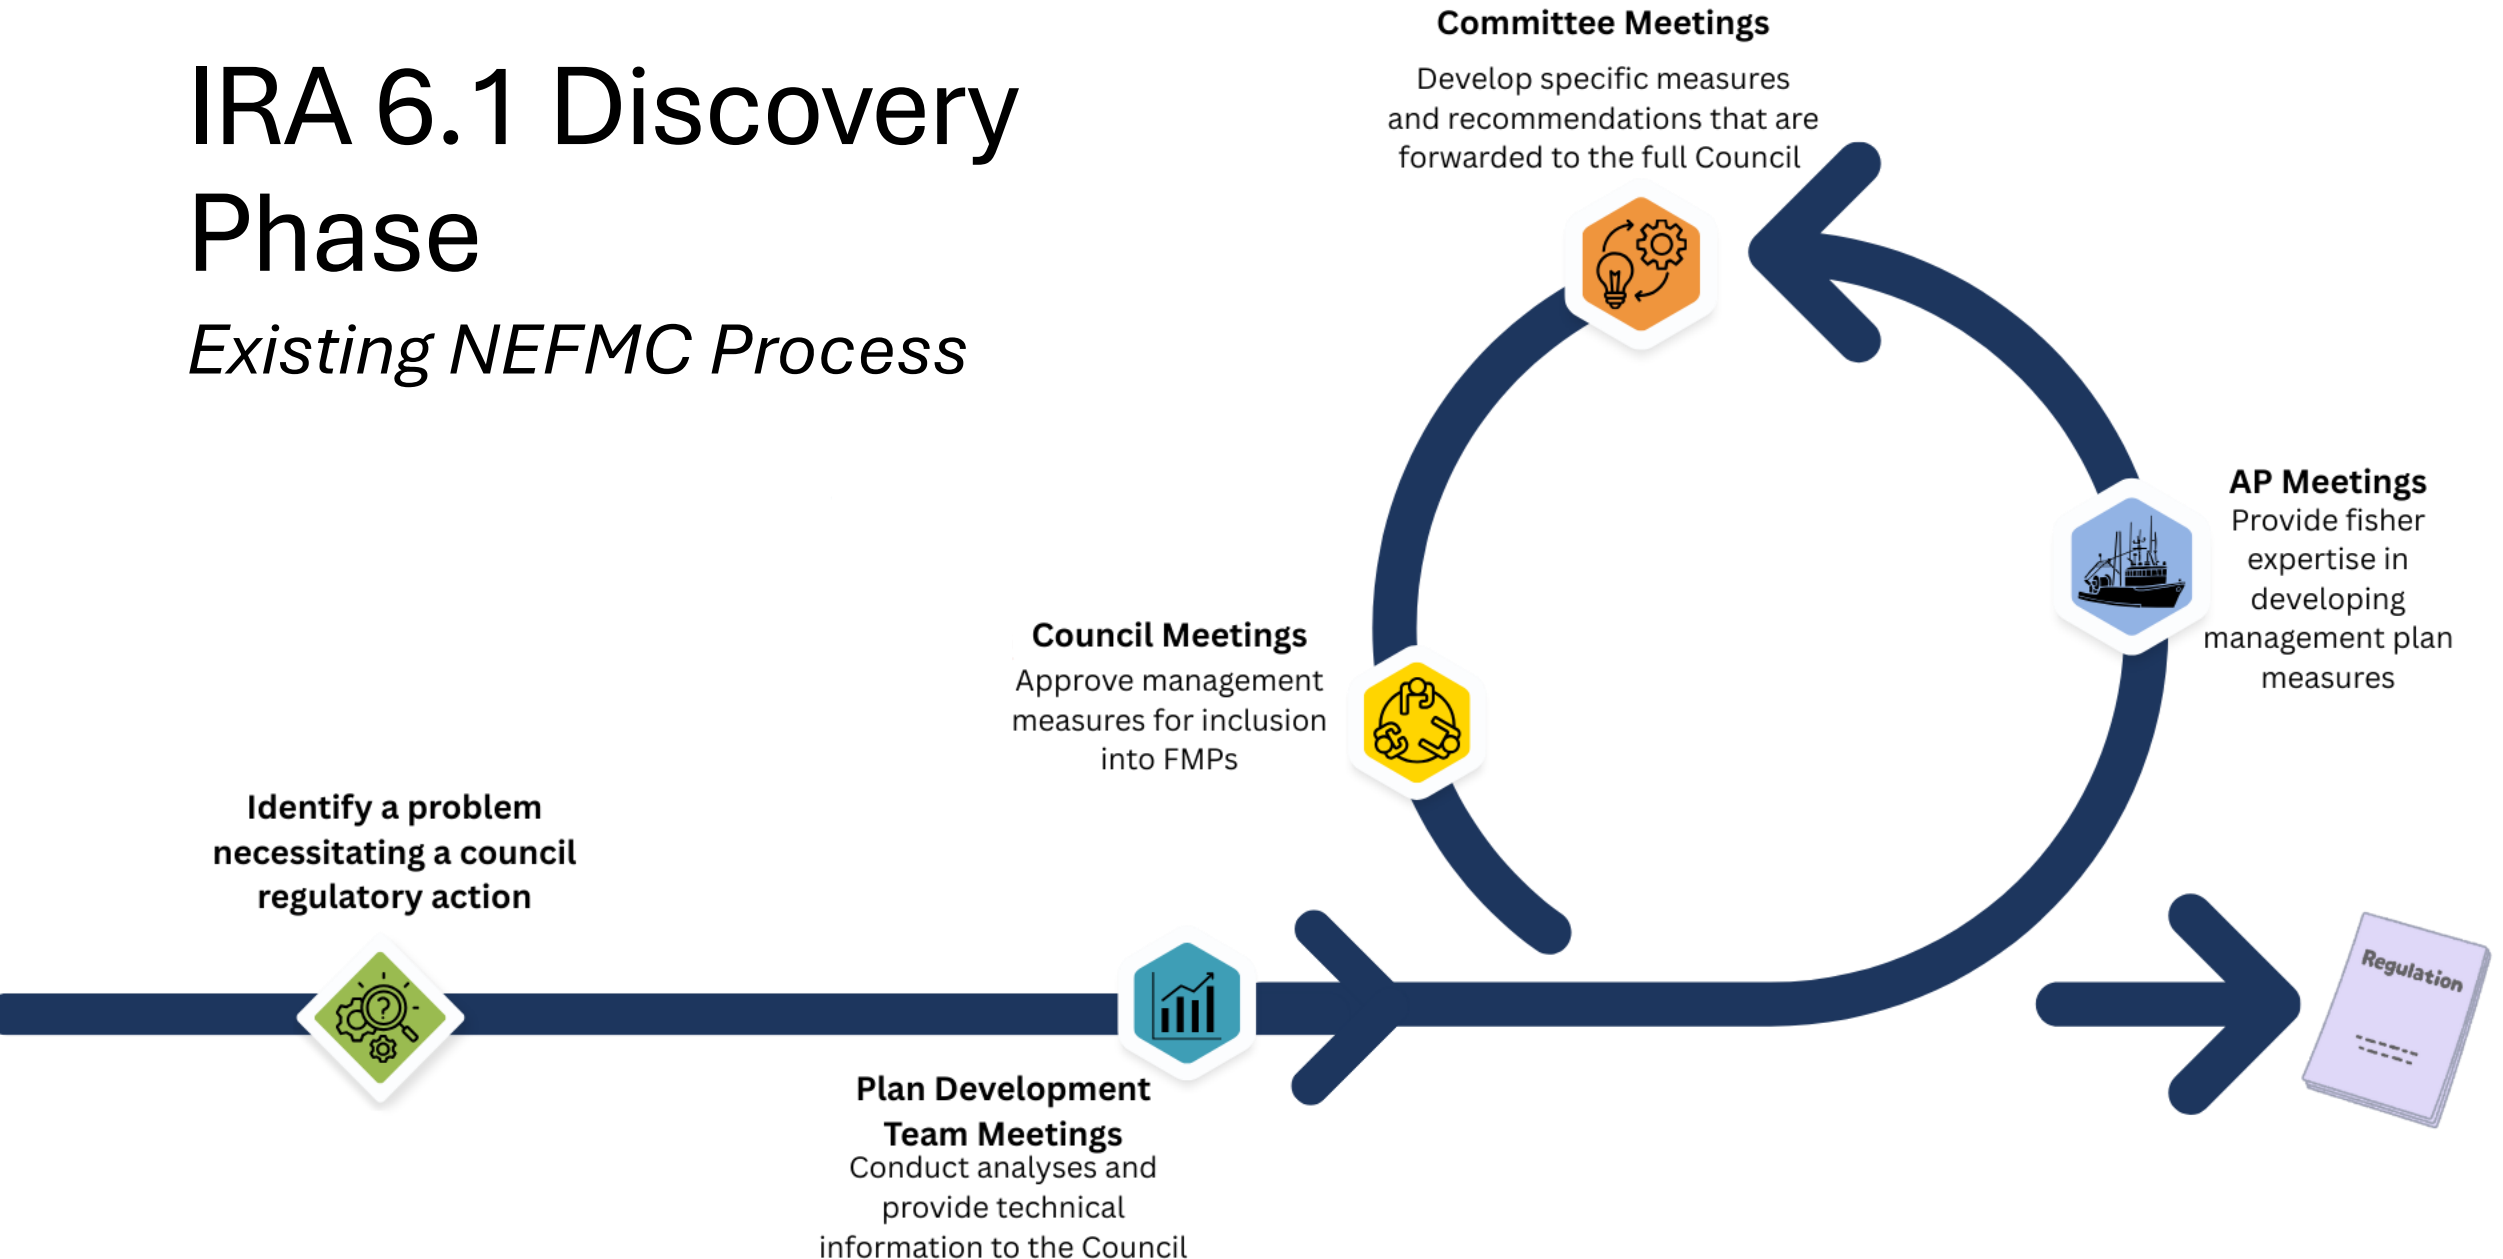 IRA 6.1 Discovery
Phase
Existing NEFMC Process
Committee Meetings
Develop specific measures
and recommendations that are
forwarded to the full Council
AP Meetings
Provide fisher
expertise in
developing
management plan
measures
Council Meetings
Approve management
measures for inclusion
into FMPs
Identify a problem
necessitating a council
regulatory action
?
Plan Development
Team Meetings
Conduct analyses and
provide technical
information to the Council
Regulation